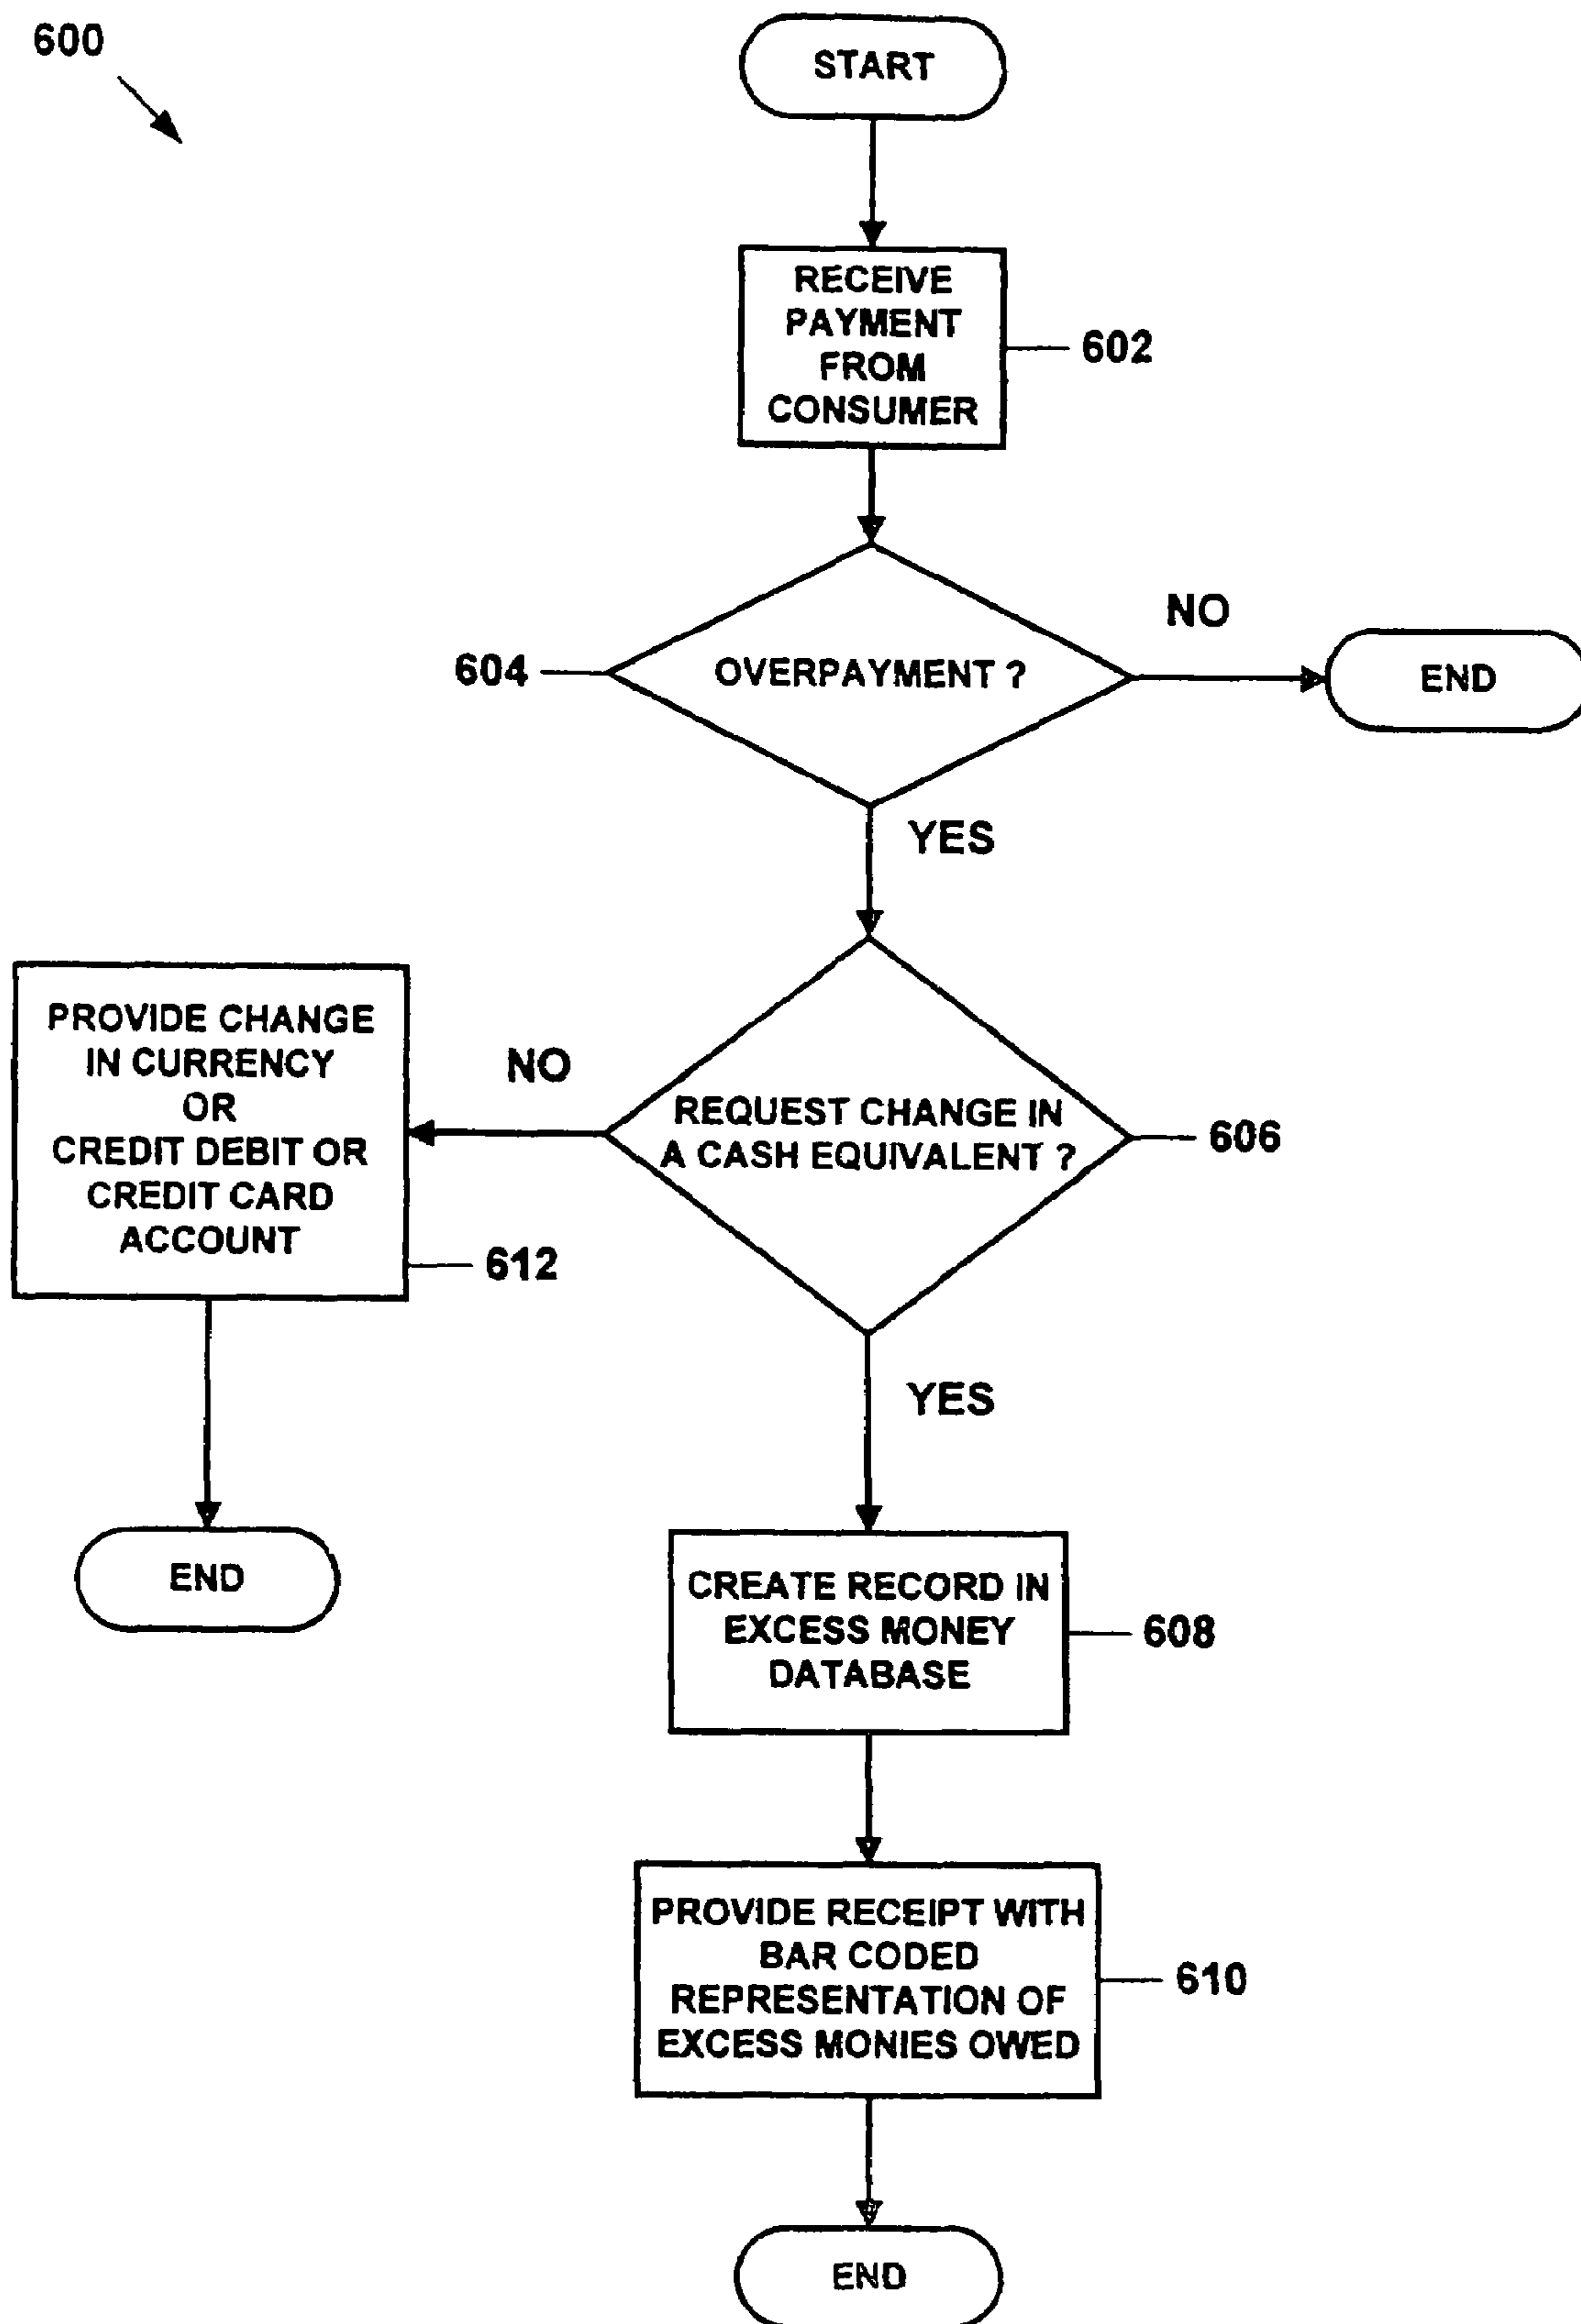 600
START
RECEIVE
PAYMENT
FROM
CONSUMER
602
604
OVERPAYMENT ?
NO
END
YES
PROVIDE CHANGE
IN CURRENCY
OR
CREDIT DEBIT OR
CREDIT CARD
ACCOUNT
612
NO
REQUEST CHANGE IN
A CASH EQUIVALENT ?
606
YES
END
CREATE RECORD IN
EXCESS MONEY
DATABASE
608
PROVIDE RECEIPT WITH
BAR CODED
REPRESENTATION OF
EXCESS MONIES OWED
610
END